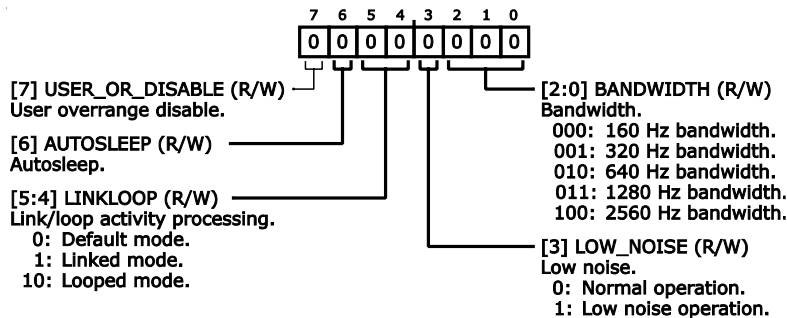 7 6 5 4 3 2 1 0
0 0 0 0 0 0 0 0
[7] USER_OR_DISABLE (R/W)
User overrange disable.
[6] AUTOSLEEP (R/W)
Autosleep.
[5:4] LINKLOOP (R/W)
Link/loop activity processing.
0: Default mode.
1: Linked mode.
10: Looped mode.
[2:0] BANDWIDTH (R/W)
Bandwidth.
000: 160 Hz bandwidth.
001: 320 Hz bandwidth.
010: 640 Hz bandwidth.
011: 1280 Hz bandwidth.
100: 2560 Hz bandwidth.
[3] LOW_NOISE (R/W)
Low noise.
0: Normal operation.
1: Low noise operation.